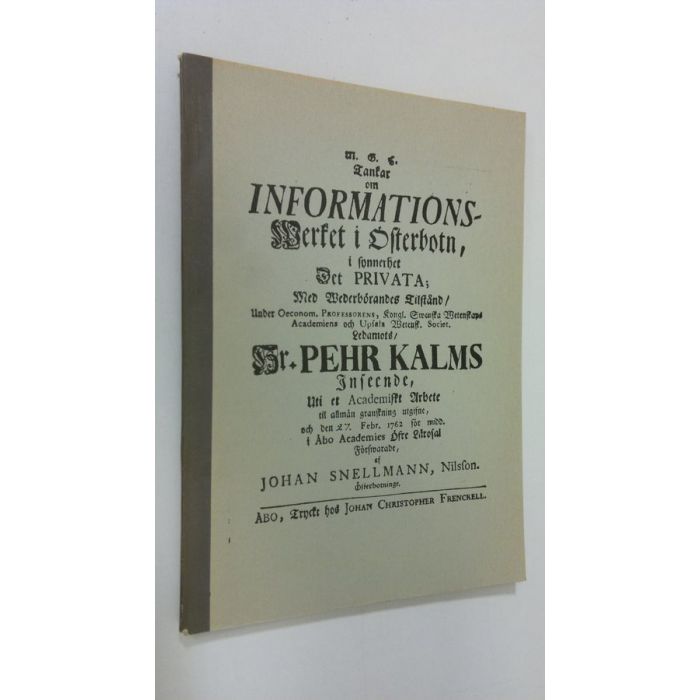 M. G. H.
Tankar
om
INFORMATIONS-
Werket i Österbotn,
i synnerhet
Det PRIVATA;
Med Wederbörandes Tilstånd/
Under Oeconom. PROFESSORENS, Kongl. Swenska Wetenskaps
Academiens och Upsala Wetensk. Societ.
Ledamots/
Hr. PEHR KALMS
Inseende,
Uti et Academiskt Arbete
til allmän granskning utgifne,
och den 27. Febr. 1762 för midd.
i Åbo Academies Öfre Lärosal
Förswarade,
af
JOHAN SNELLMANN, Nilsson.
Österbotninge.
ÅBO, Tryckt hos JOHAN CHRISTOPHER FRENCKELL.